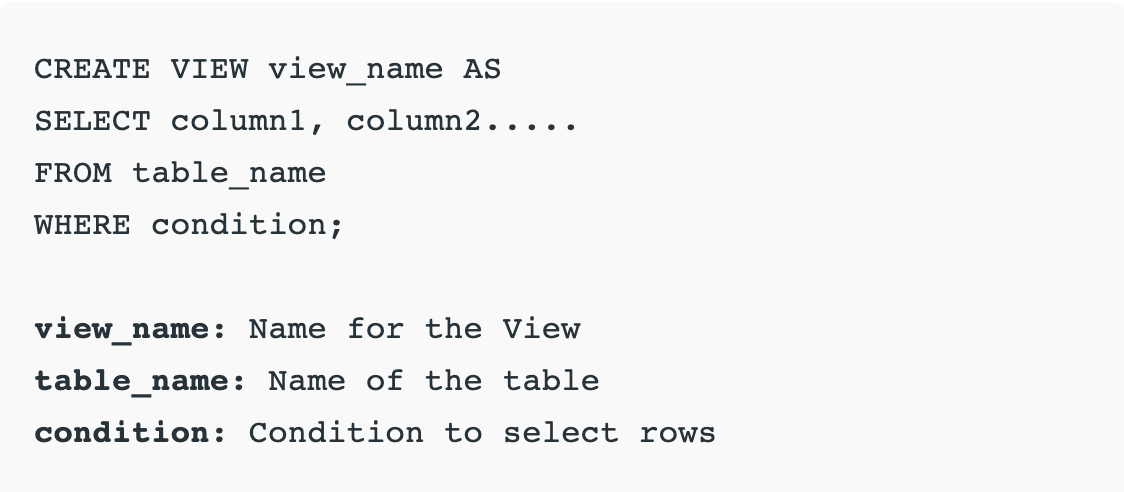 CREATE VIEW view_name AS
SELECT column1, column2.....
FROM table_name
WHERE condition;
view_name: Name for the View
table_name: Name of the table
condition: Condition to select rows